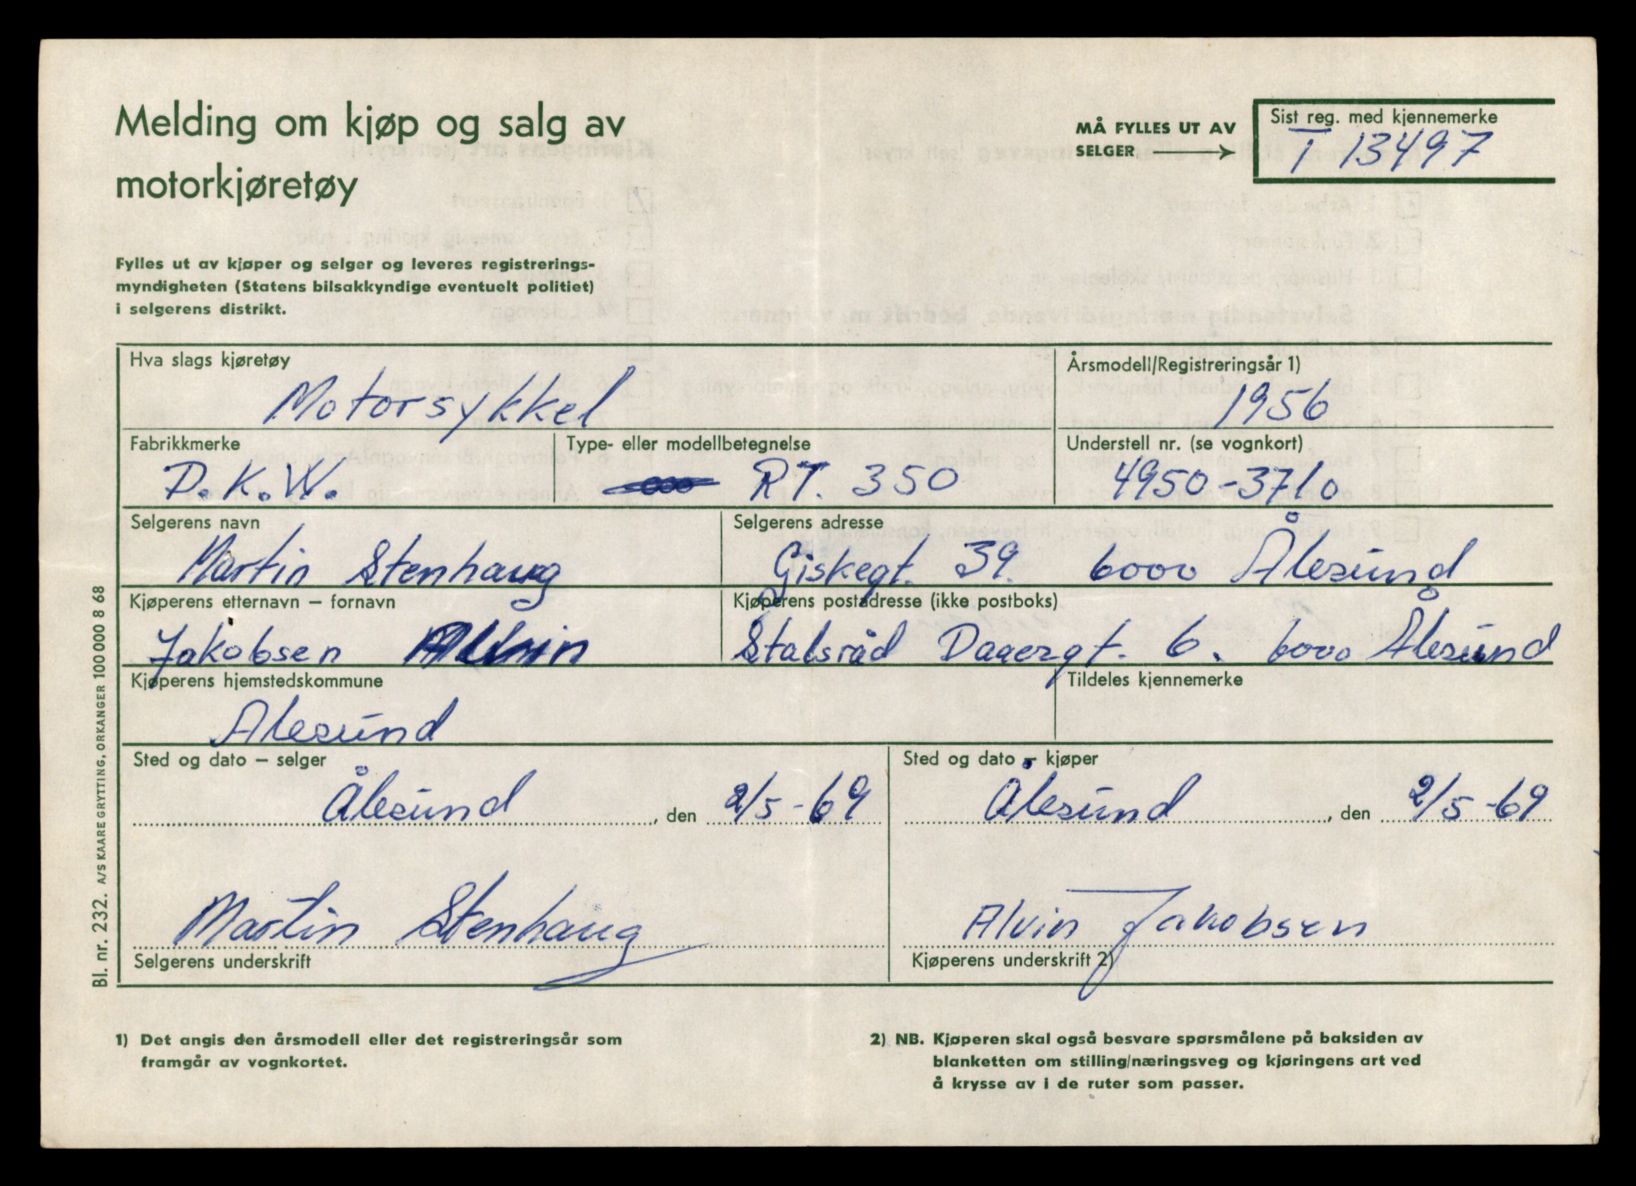 Melding om kjøp og salg av
motorkjøretøy
MÅ FYLLES UT AV
SELGER
Sist reg. med kjennemerke
T 13497
Fylles ut av kjøper og selger og leveres registrerings-
myndigheten (Statens bilsakkyndige eventuelt politiet)
i selgerens distrikt.
Hva slags kjøretøy
Motorsykkel
Årsmodell/Registreringsår 1)
1956
Fabrikkmerke
D.K.W.
Type- eller modellbetegnelse
RT. 350
Understell nr. (se vognkort)
4950-3710
Selgerens navn
Martin Stenhaug
Selgerens adresse
Giskegt. 39. 6000 Ålesund
Kjøperens etternavn – fornavn
Jakobsen Alvin
Kjøperens postadresse (ikke postboks)
Stalsråd Daaezgt. 6. 6000 Ålesund
Kjøperens hjemstedskommune
Alesund
Tildeles kjennemerke
Sted og dato – selger
Ålesund, den 2/5-69
Sted og dato – kjøper
Ålesund, den 2/5-69
Martin Stenhaug
Selgerens underskrift
Alvin Jakobsen
Kjøperens underskrift 2)
Bl. nr. 232. A/S KAARE GRYTTING, ORKANGER 100 000 8 68
1) Det angis den årsmodell eller det registreringsår som
framgår av vognkortet.
2) NB. Kjøperen skal også besvare spørsmålene på baksiden av
blanketten om stilling/næringsveg og kjøringens art ved
å krysse av i de ruter som passer.